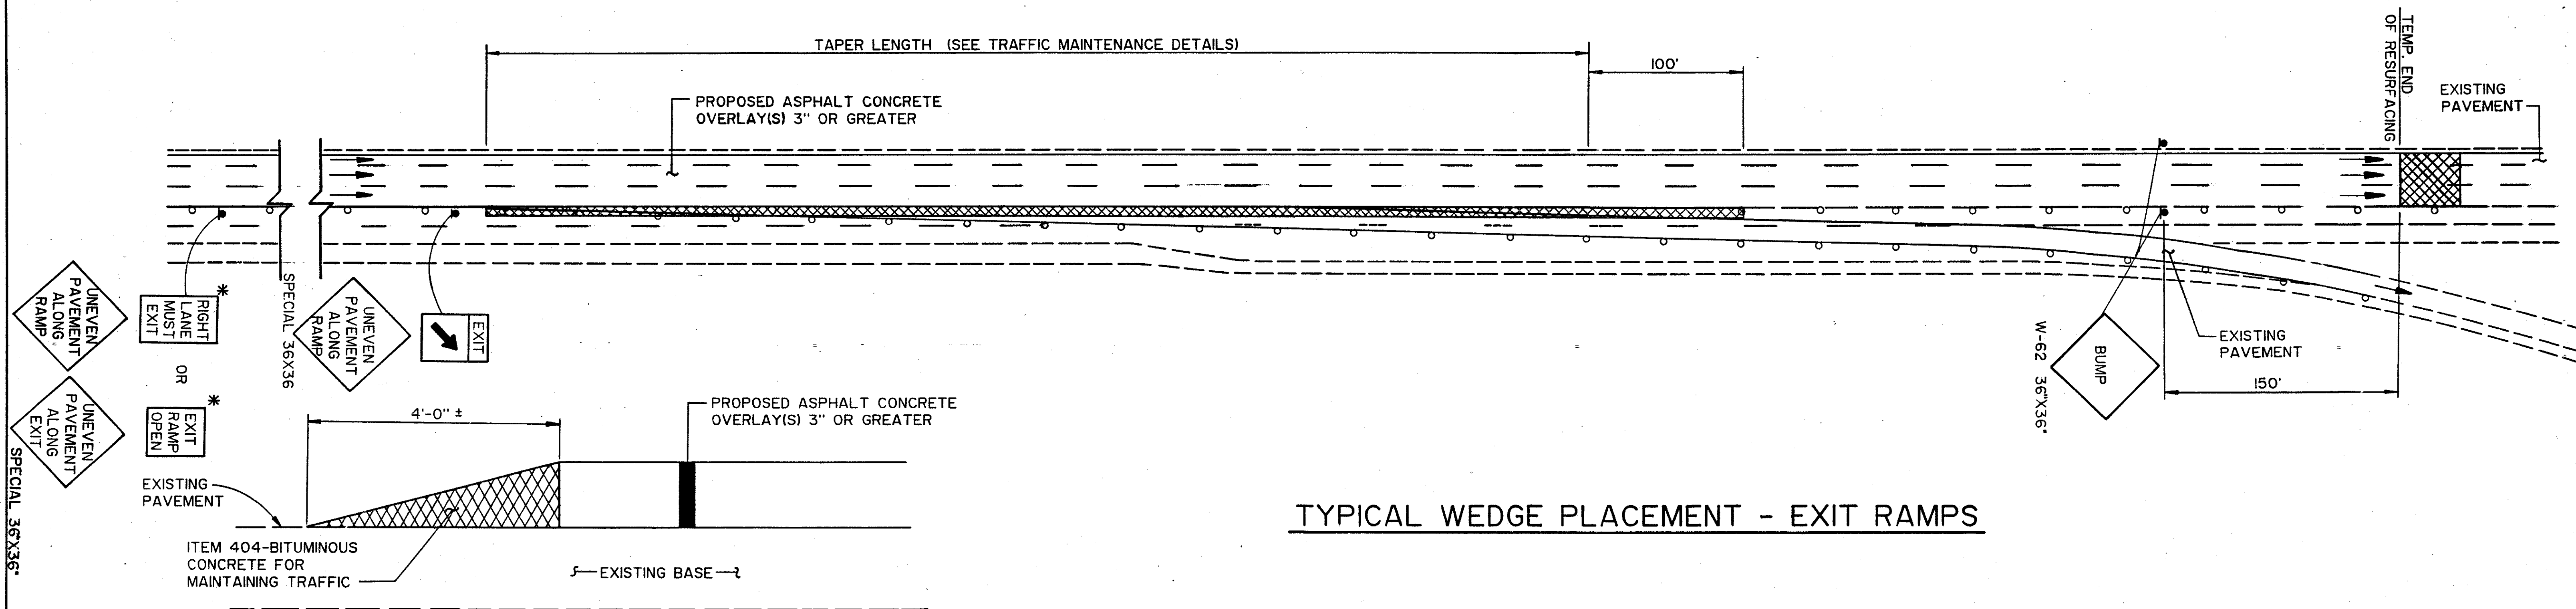 TAPER LENGTH (SEE TRAFFIC MAINTENANCE DETAILS)
100'
TEMP. END
OF RESURFACING
EXISTING
PAVEMENT
PROPOSED ASPHALT CONCRETE
OVERLAY(S) 3" OR GREATER
UNEVEN
PAVEMENT
ALONG
RAMP
*
RIGHT
LANE
MUST
EXIT
OR
SPECIAL 36X36
UNEVEN
PAVEMENT
ALONG
RAMP
EXIT
W-62 36"X36"
BUMP
EXISTING
PAVEMENT
150'
UNEVEN
PAVEMENT
ALONG
EXIT
SPECIAL 36"X36"
*
EXIT
RAMP
OPEN
4'-0" ±
PROPOSED ASPHALT CONCRETE
OVERLAY(S) 3" OR GREATER
EXISTING
PAVEMENT
ITEM 404-BITUMINOUS
CONCRETE FOR
MAINTAINING TRAFFIC
EXISTING BASE
TYPICAL WEDGE PLACEMENT - EXIT RAMPS